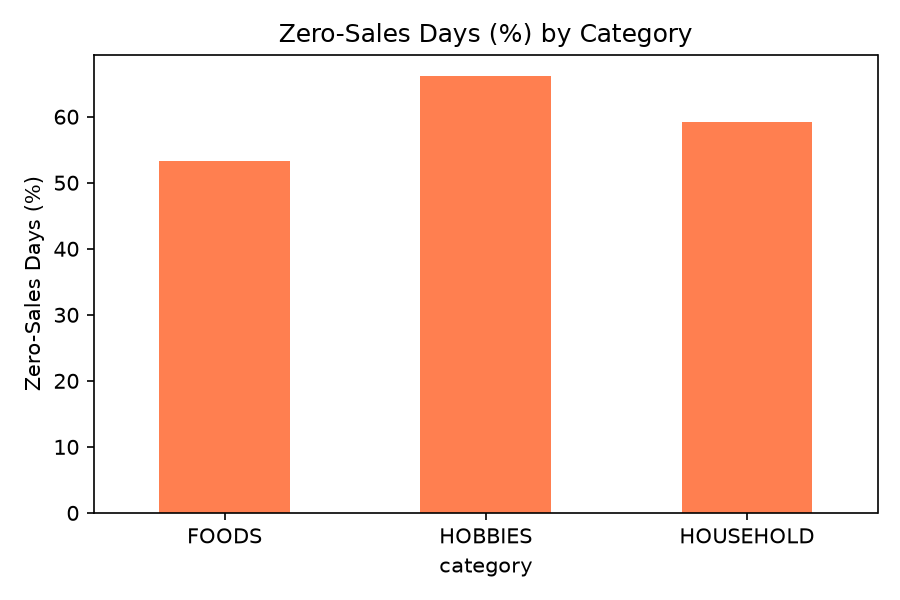 Zero-Sales Days (%) by Category
Zero-Sales Days (%)
60
50
40
30
20
10
0
FOODS HOBBIES HOUSEHOLD
category